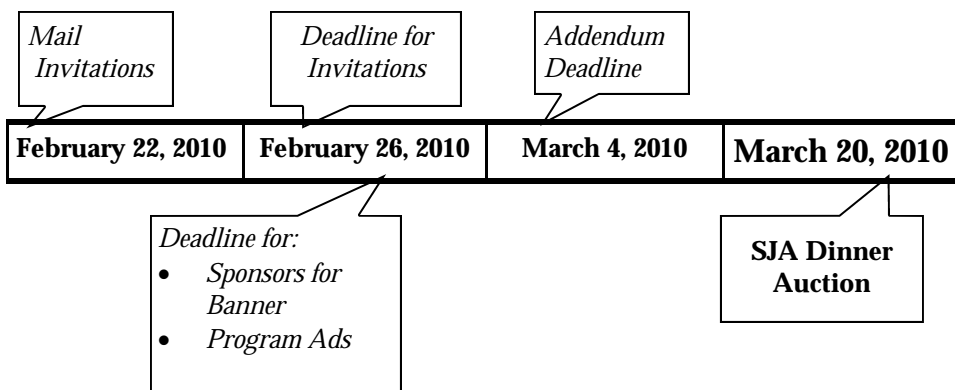 Mail
Invitations
Deadline for
Invitations
Addendum
Deadline
February 22, 2010
February 26, 2010
March 4, 2010
March 20, 2010
Deadline for:
• Sponsors for
Banner
• Program Ads
SJA Dinner
Auction